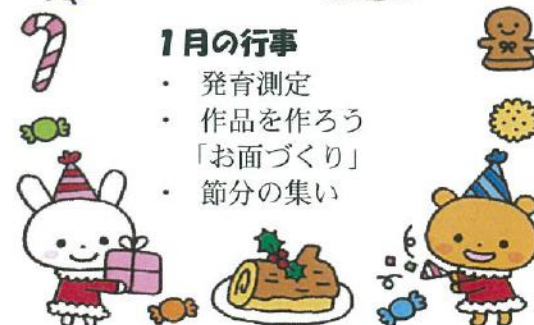 1月の行事
・ 発育測定
・ 作品を作ろう
「お面づくり」
・ 節分の集い